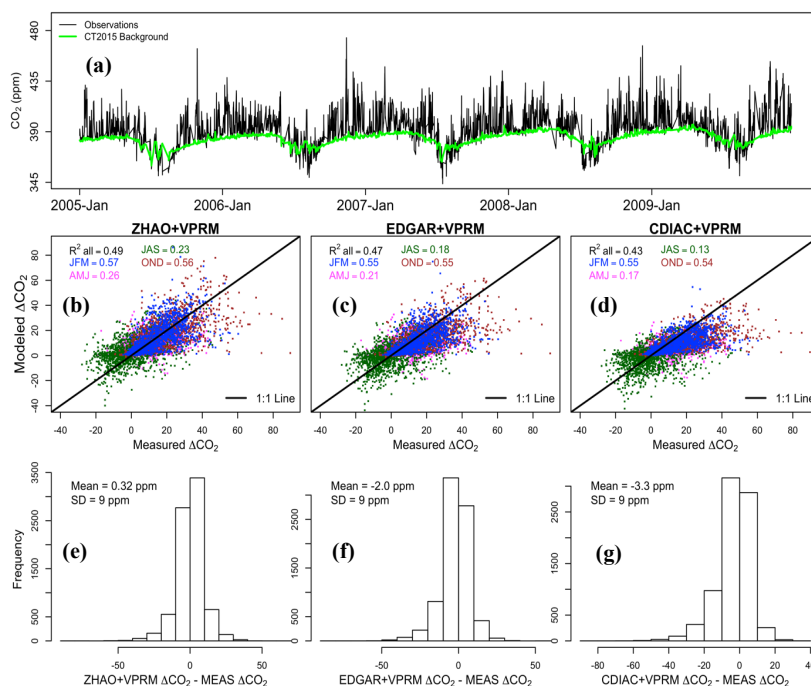 Observations
CT2015 Background
(a)
CO₂ (ppm)
480
435
390
345
2005-Jan 2006-Jan 2007-Jan 2008-Jan 2009-Jan
ZHAO+VPRM EDGAR+VPRM CDIAC+VPRM
Modeled ΔCO₂
80
60
40
20
0
-20
-40
R² all = 0.49 JAS = 0.23
JFM = 0.57 OND = 0.56
AMJ = 0.26
(b)
1:1 Line
-40 -20 0 20 40 60 80
Measured ΔCO₂
R² all = 0.47 JAS = 0.18
JFM = 0.55 OND = 0.55
AMJ = 0.21
(c)
1:1 Line
-40 -20 0 20 40 60 80
Measured ΔCO₂
R² all = 0.43 JAS = 0.13
JFM = 0.55 OND = 0.54
AMJ = 0.17
(d)
1:1 Line
-40 -20 0 20 40 60 80
Measured ΔCO₂
Frequency
3500
2500
1500
500
0
Mean = 0.32 ppm
SD = 9 ppm
(e)
-50 0 50
ZHAO+VPRM ΔCO₂ - MEAS ΔCO₂
2500
1500
500
0
Mean = -2.0 ppm
SD = 9 ppm
(f)
-50 0 50
EDGAR+VPRM ΔCO₂ - MEAS ΔCO₂
2500
1500
500
0
Mean = -3.3 ppm
SD = 9 ppm
(g)
-80 -60 -40 -20 0 20 40
CDIAC+VPRM ΔCO₂ - MEAS ΔCO₂